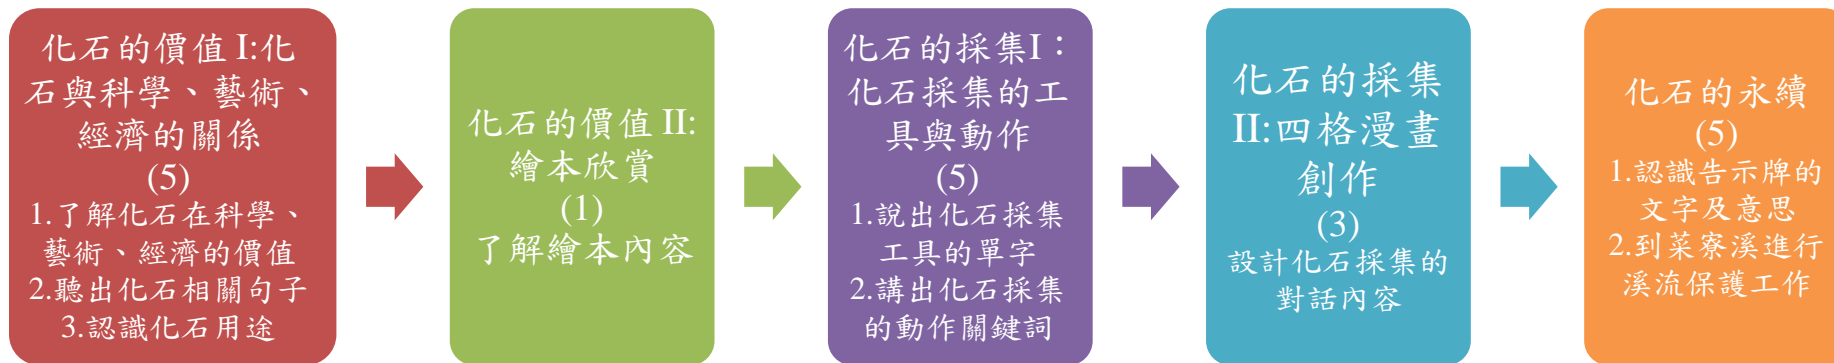 化石的價值 I:化
石與科學、藝術、
經濟的關係
(5)
1.了解化石在科學、
藝術、經濟的價值
2.聽出化石相關句子
3.認識化石用途
化石的價值 II:
繪本欣賞
(1)
了解繪本內容
化石的採集I：
化石採集的工
具與動作
(5)
1.說出化石採集
工具的單字
2.講出化石採集
的動作關鍵詞
化石的採集
II:四格漫畫
創作
(3)
設計化石採集的
對話內容
化石的永續
(5)
1.認識告示牌的
文字及意思
2.到菜寮溪進行
溪流保護工作